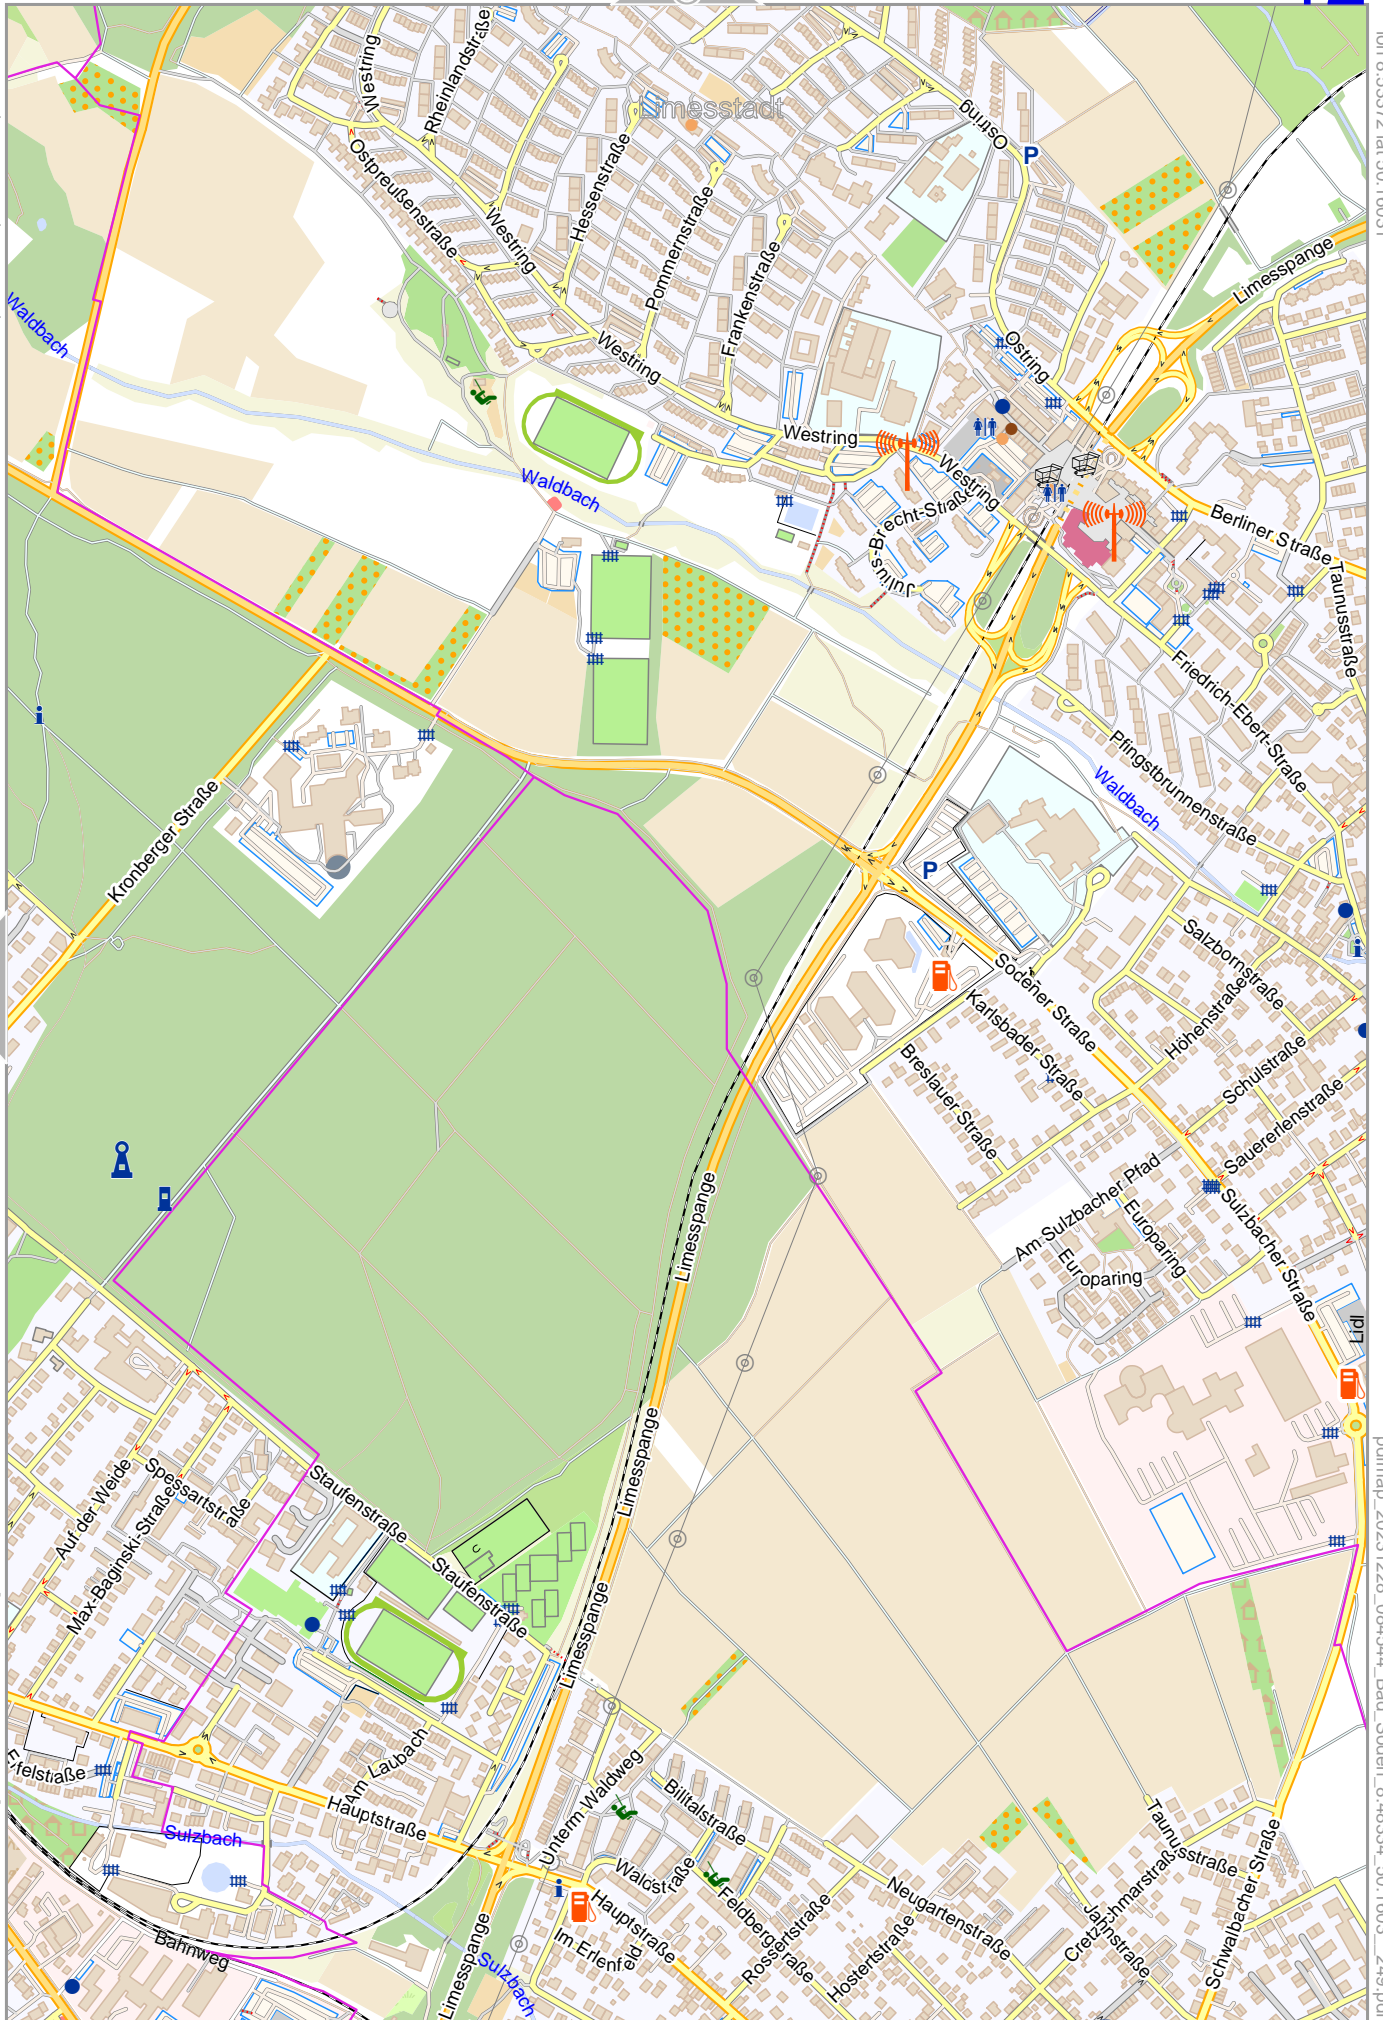 Westring
Rheinlandstraße
Limesstadt
Ostring
P
Ostpreußenstraße
Hessenstraße
Westring
Pommernstraße
Frankenstraße
Limesspange
Waldbach
Westring
Ostring
Westring
Westring
Waldbach
Julius-Brecht-Straße
Berliner Straße
Taunusstraße
Friedrich-Ebert-Straße
Pfingstbrunnenstraße
Waldbach
Kronberger Straße
P
Sodener Straße
Salzbornstraße
Höhenstraße
Karlsbader Straße
Breslauer Straße
Schulstraße
Sauererlenstraße
Am Sulzbacher Pfad
Europaring
Europaring
Sulzbacher Straße
Limesspange
Lidl
Limesspange
Spessartstraße
Auf der Weide
Max-Baginski-Straße
Staufenstraße
Staufenstraße
Limesspange
Am Laubach
Hauptstraße
Eifelstraße
Sulzbach
Unterm Waldweg
Billtalstraße
Waldstraße
Feldbergstraße
Hauptstraße
Im Erlenfeld
Rossertstraße
Hostertstraße
Neugartenstraße
Taunusstraße
Cretzschmarstraße
Jahnstraße
Schwalbacher Straße
Bahnweg
Limesspange
Sulzbach